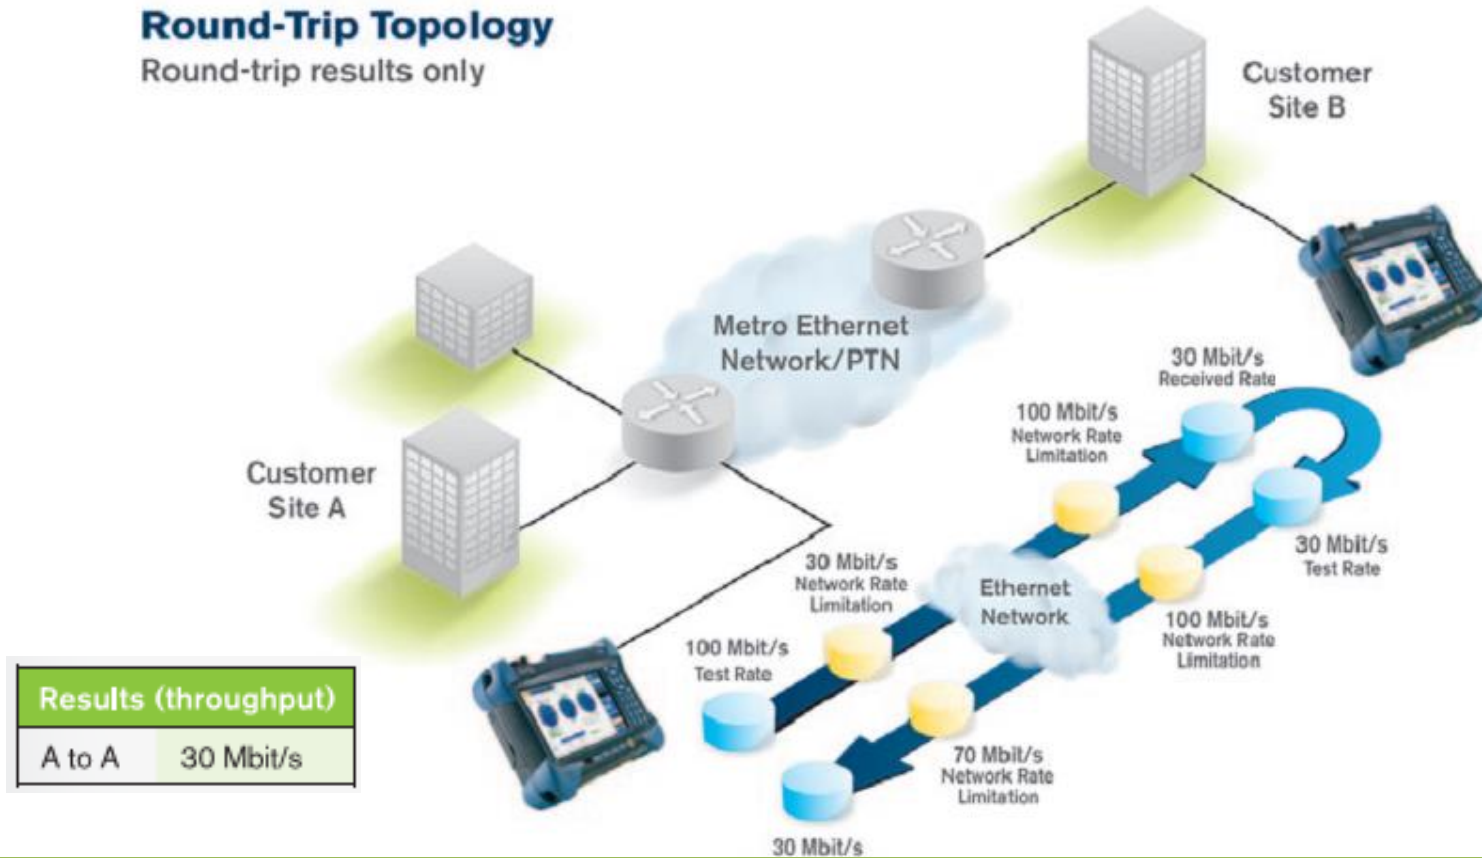 Round-Trip Topology
Round-trip results only
Customer
Site B
Metro Ethernet
Network/PTN
30 Mbit/s
Received Rate
100 Mbit/s
Network Rate
Limitation
Customer
Site A
30 Mbit/s
Network Rate
Limitation
Ethernet
Network
30 Mbit/s
Test Rate
100 Mbit/s
Network Rate
Limitation
100 Mbit/s
Test Rate
70 Mbit/s
Network Rate
Limitation
30 Mbit/s
Results (throughput)
A to A 30 Mbit/s